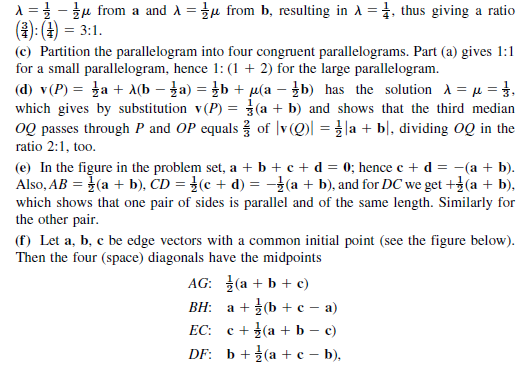 λ = 1/2 − 1/2μ from a and λ = 1/2μ from b, resulting in λ = 1/4, thus giving a ratio
(3/4):(1/4) = 3:1.
(c) Partition the parallelogram into four congruent parallelograms. Part (a) gives 1:1
for a small parallelogram, hence 1: (1 + 2) for the large parallelogram.
(d) v(P) = 1/2a + λ(b − 1/2a) = 1/2b + μ(a − 1/2b) has the solution λ = μ = 1/3,
which gives by substitution v(P) = 1/3(a + b) and shows that the third median
OQ passes through P and OP equals 2/3 of |v(Q)| = 1/2|a + b|, dividing OQ in the
ratio 2:1, too.
(e) In the figure in the problem set, a + b + c + d = 0; hence c + d = −(a + b).
Also, AB = 1/2(a + b), CD = 1/2(c + d) = −1/2(a + b), and for DC we get +1/2(a + b),
which shows that one pair of sides is parallel and of the same length. Similarly for
the other pair.
(f) Let a, b, c be edge vectors with a common initial point (see the figure below).
Then the four (space) diagonals have the midpoints
AG: 1/2(a + b + c)
BH: a + 1/2(b + c − a)
EC: c + 1/2(a + b − c)
DF: b + 1/2(a + c − b),